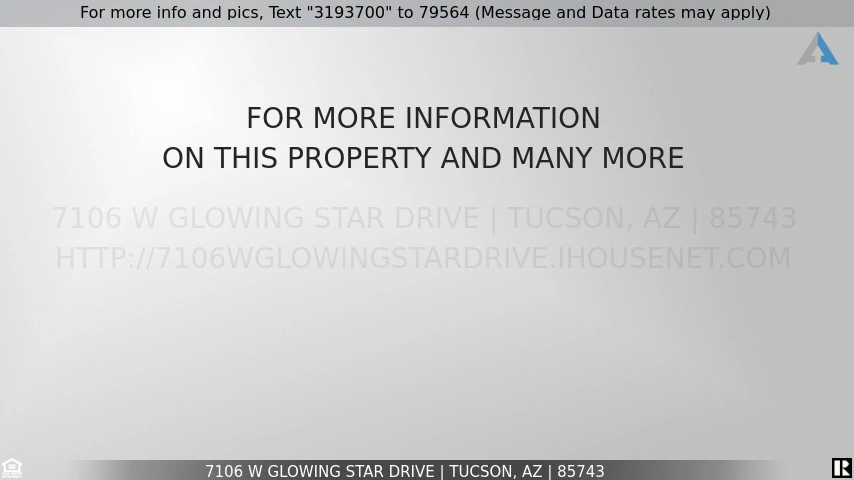 For more info and pics, Text "3193700" to 79564 (Message and Data rates may apply)
FOR MORE INFORMATION
ON THIS PROPERTY AND MANY MORE
7106 W GLOWING STAR DRIVE | TUCSON, AZ | 85743
HTTP://7106WGLOWINGSTARDRIVE.IHOUSENET.COM
7106 W GLOWING STAR DRIVE | TUCSON, AZ | 85743